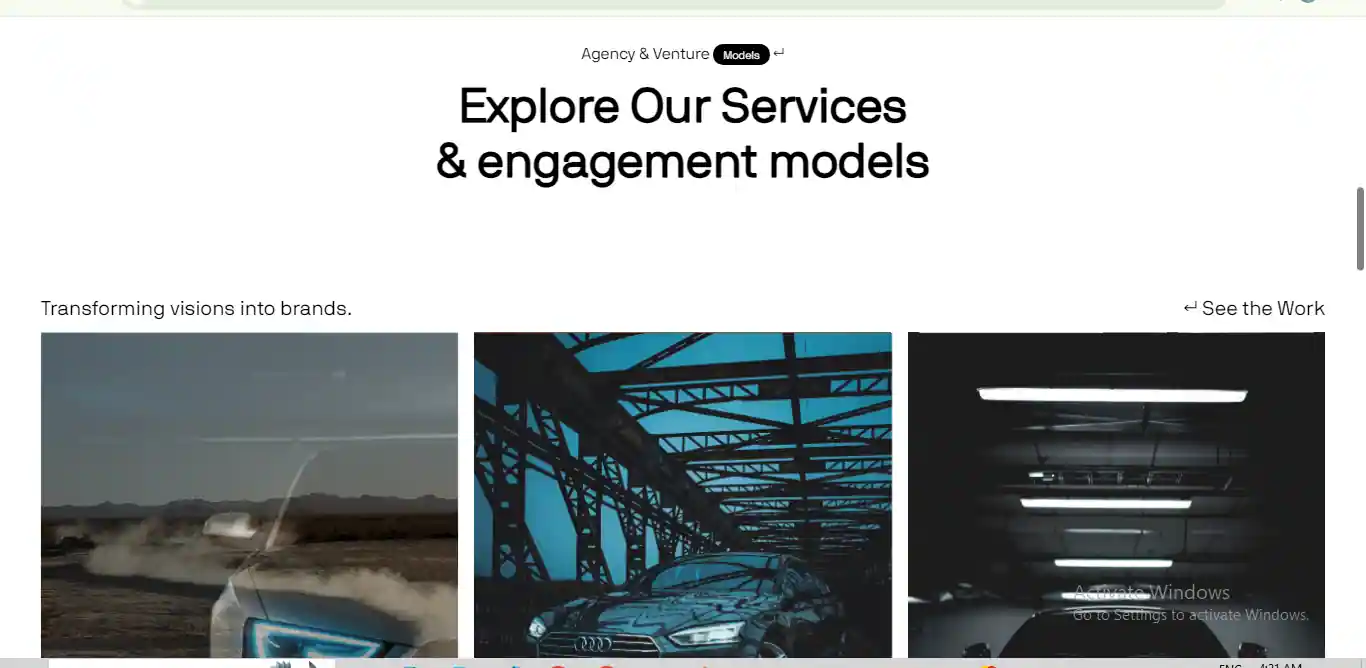 Agency & Venture Models ↵
Explore Our Services
& engagement models
Transforming visions into brands.
↵ See the Work
Activate Windows
Go to Settings to activate Windows.